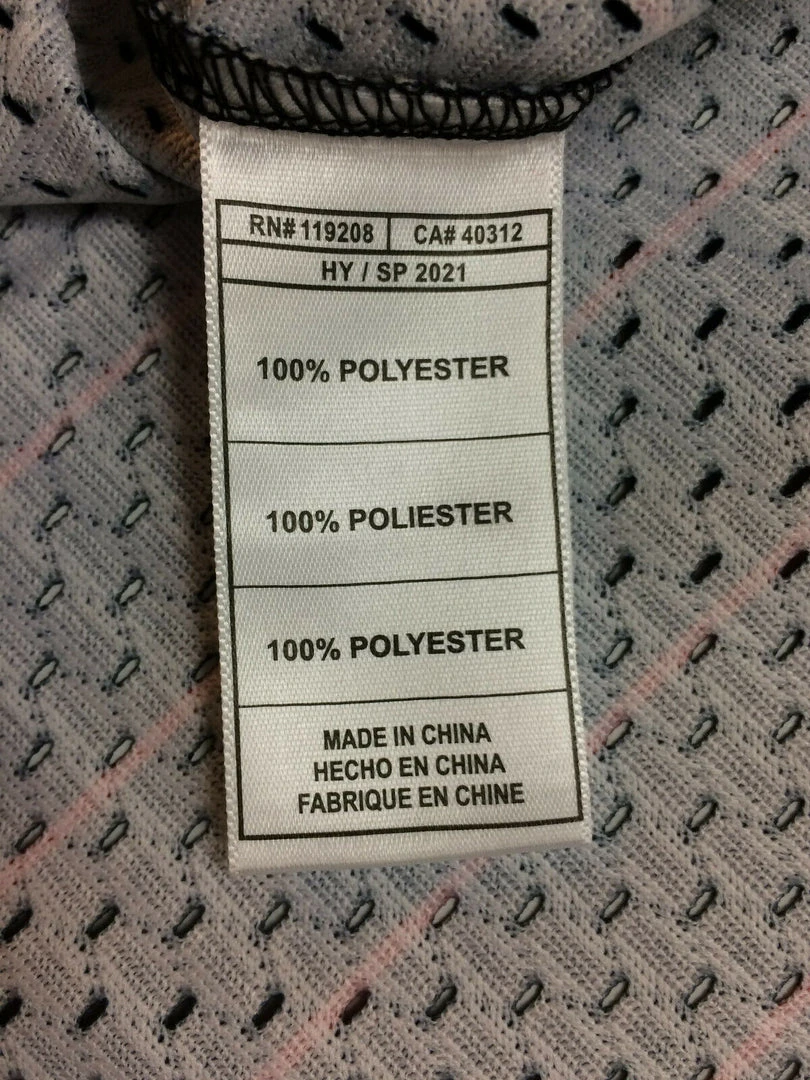 RN# 119208 CA# 40312
HY / SP 2021
100% POLYESTER
100% POLIESTER
100% POLYESTER
MADE IN CHINA
HECHO EN CHINA
FABRIQUE EN CHINE